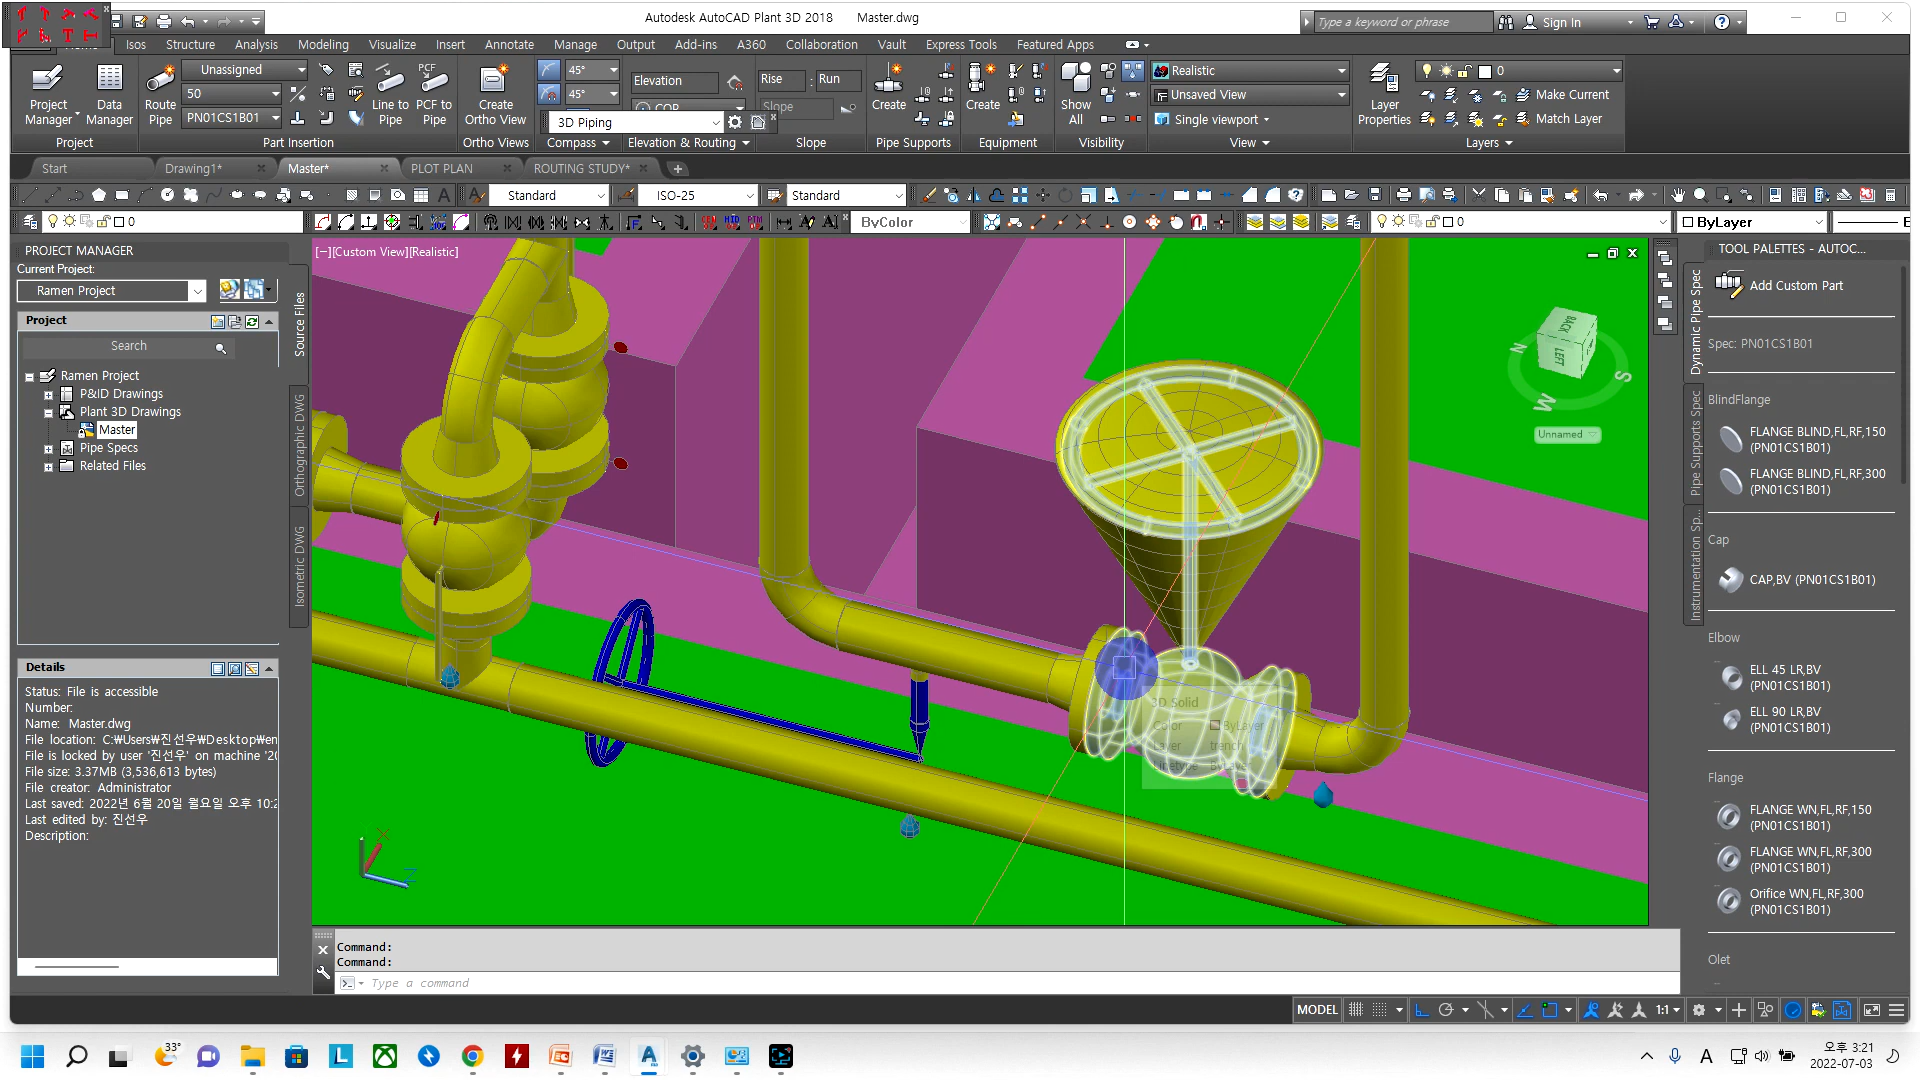 Autodesk AutoCAD Plant 3D 2018 Master.dwg
Type a keyword or phrase
Sign In
Isos Structure Analysis Modeling Visualize Insert Annotate Manage Output Add-ins A360 Collaboration Vault Express Tools Featured Apps
Unassigned
50
PN01CS1B01
Project Manager
Data Manager
Route Pipe
Line to Pipe
PCF to Pipe
Create Ortho View
45°
45°
3D Piping
Elevation
Rise : Run
Slope
Create
Create
Show All
Realistic
Unsaved View
Single viewport
Layer Properties
0
Make Current
Match Layer
Project Part Insertion Ortho Views Compass Elevation & Routing Slope Pipe Supports Equipment Visibility View Layers
Start Drawing1* Master* PLOT PLAN ROUTING STUDY*
Standard ISO-25 Standard
0 ByColor 0 ByLayer
PROJECT MANAGER
Current Project:
Ramen Project
Project
Search
Ramen Project
P&ID Drawings
Plant 3D Drawings
Master
Pipe Specs
Related Files
Source Files
Orthographic DWG
Isometric DWG
Details
Status: File is accessible
Number:
Name: Master.dwg
File location: C:\Users\진선우\Desktop\en
File is locked by user '진선우' on machine '20
File size: 3.37MB (3,536,613 bytes)
File creator: Administrator
Last saved: 2022년 6월 20일 월요일 오후 10:2
Last edited by: 진선우
Description:
[−][Custom View][Realistic]
BACK
LEFT
N
S
W
Unnamed
3D Solid
Color ByLayer
Layer trench
Linetype ByLayer
X
Z
Command:
Command:
Type a command
TOOL PALETTES - AUTOC...
Dynamic Pipe Spec
Pipe Supports Spec
Instrumentation Sp...
Add Custom Part
Spec: PN01CS1B01
BlindFlange
FLANGE BLIND,FL,RF,150
(PN01CS1B01)
FLANGE BLIND,FL,RF,300
(PN01CS1B01)
Cap
CAP,BV (PN01CS1B01)
Elbow
ELL 45 LR,BV
(PN01CS1B01)
ELL 90 LR,BV
(PN01CS1B01)
Flange
FLANGE WN,FL,RF,150
(PN01CS1B01)
FLANGE WN,FL,RF,300
(PN01CS1B01)
Orifice WN,FL,RF,300
(PN01CS1B01)
Olet
MODEL
1:1
33°
A
오후 3:21
2022-07-03